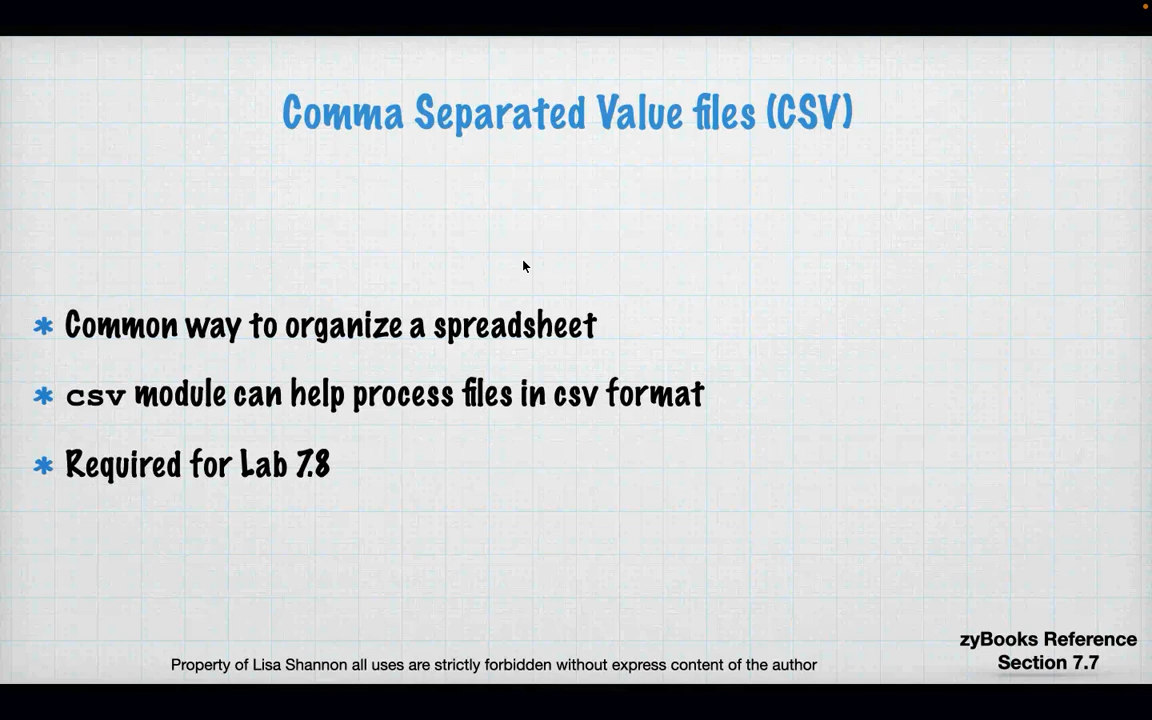 Comma Separated Value files (CSV)
* Common way to organize a spreadsheet
* csv module can help process files in csv format
* Required for Lab 7.8
zyBooks Reference
Section 7.7
Property of Lisa Shannon all uses are strictly forbidden without express content of the author